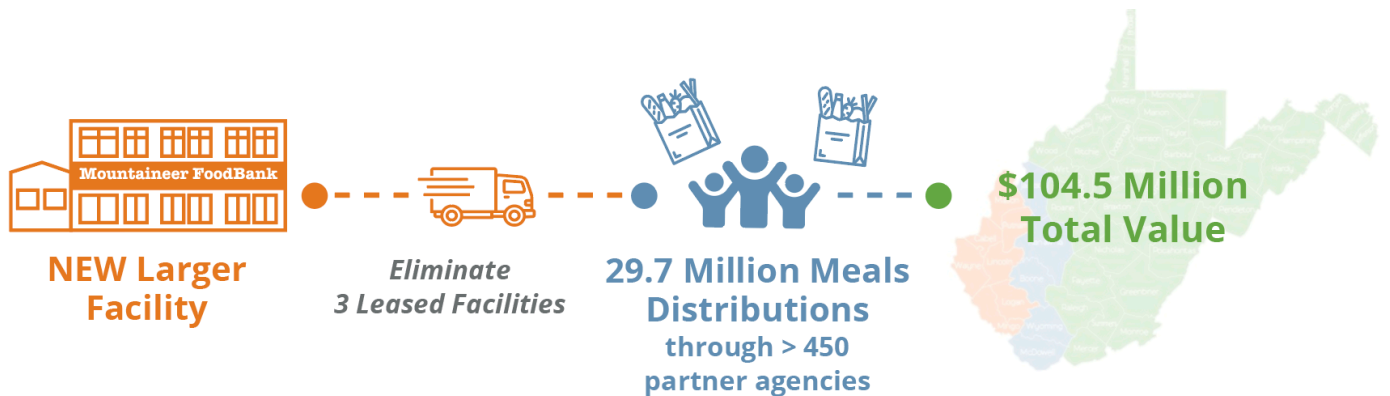 Mountaineer FoodBank
NEW Larger
Facility
Eliminate
3 Leased Facilities
29.7 Million Meals
Distributions
through > 450
partner agencies
$104.5 Million
Total Value